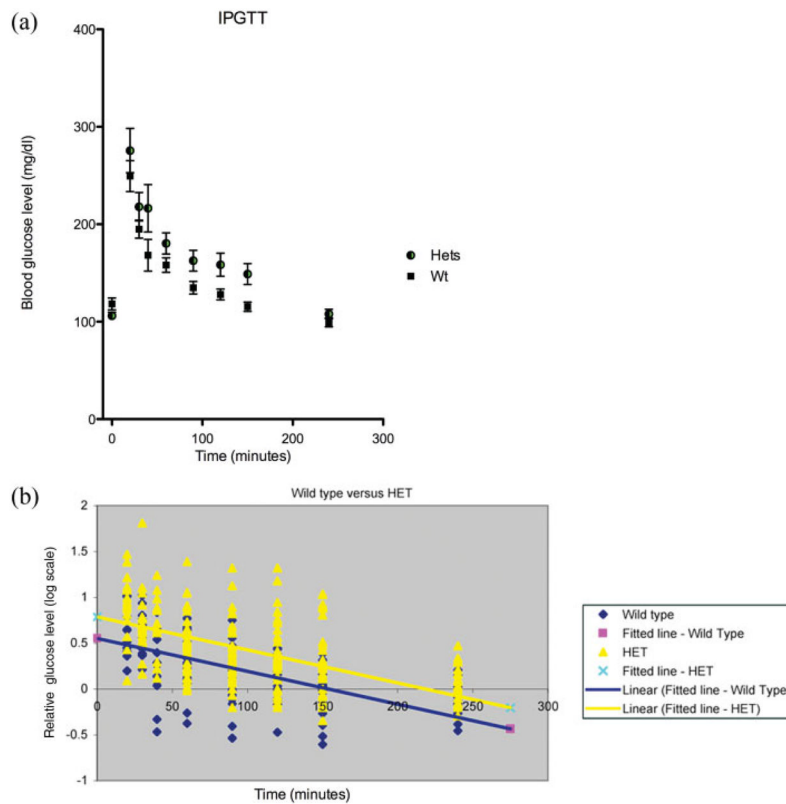 (a)
IPGTT
400
300
200
100
0
Blood glucose level (mg/dl)
0 100 200 300
Time (minutes)
Hets
Wt
(b)
Wild type versus HET
2
1.5
1
0.5
0
-0.5
-1
Relative glucose level (log scale)
50 100 150 200 250 300
Time (minutes)
Wild type
Fitted line - Wild Type
HET
Fitted line - HET
Linear (Fitted line - Wild Type
Linear (Fitted line - HET)